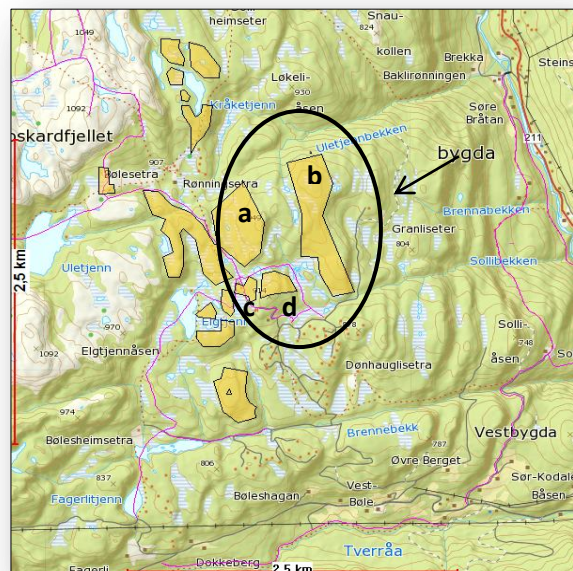 heimseter
1049
Snau-
824
kollen
Løkeli-
930
åsen
Baklirønningen
Brekka
Steins
Kråketjenn
1092
Uletjennbekken
Søre
Bråtan
oskardfjellet
907
Bølesetra
Rønningsetra
bygda
211
b
a
Brennabekken
Granliseter
804
Uletjenn
Sollibekken
2,5 km
c
d
970
Elgtjennåsen
1092
Solli-
748
åsen
Dønhauglisetra
974
Bølesheimsetra
Brennebekk
787
Vestbygda
806
Øvre Berget
837
Fagerlitjenn
Bøleshagan
Vest-
Bøle
Sør-Kodale
Båsen
Tverråa
Dokkeberg
Fagerli
2,5 km